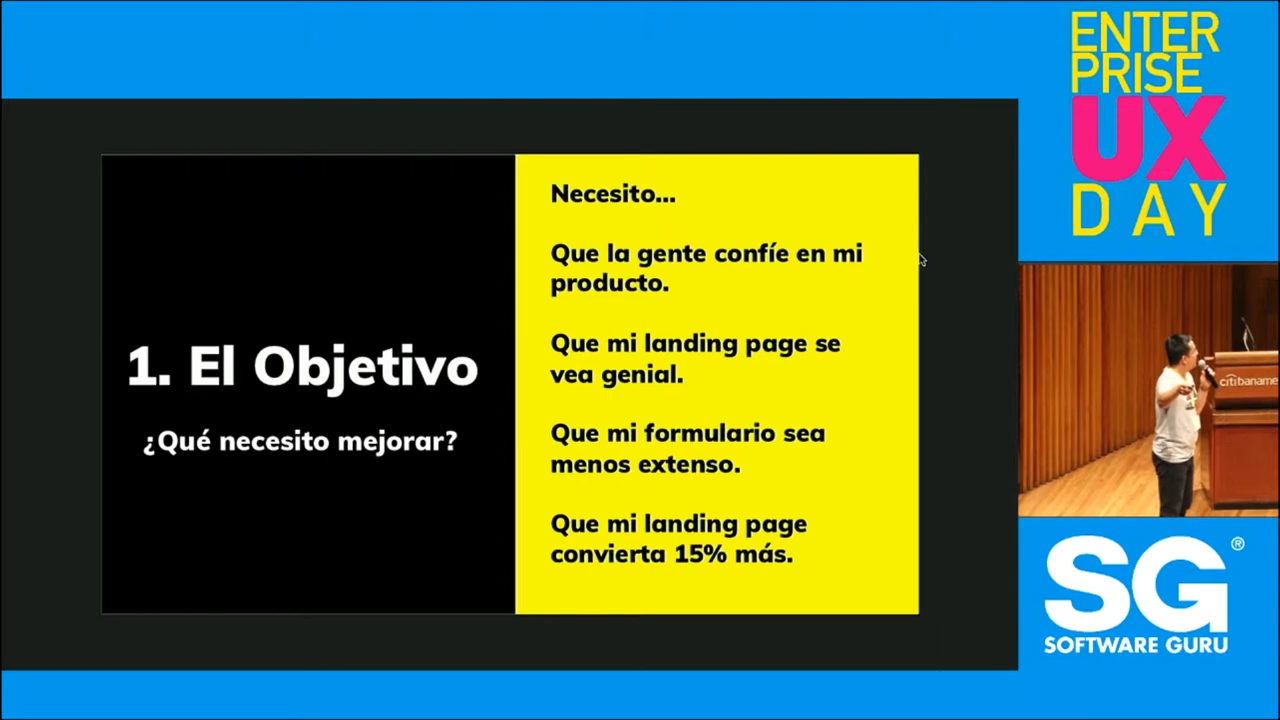 ENTER
PRISE
UX
DAY
1. El Objetivo
¿Qué necesito mejorar?
Necesito...
Que la gente confíe en mi
producto.
Que mi landing page se
vea genial.
Que mi formulario sea
menos extenso.
Que mi landing page
convierta 15% más.
citibaname
SG®
SOFTWARE GURU